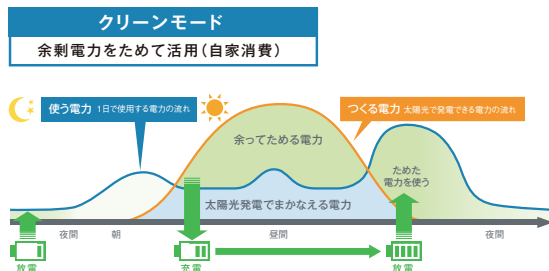 クリーンモード
余剰電力をためて活用（自家消費）
使う電力 1日で使用する電力の流れ
つくる電力 太陽光で発電できる電力の流れ
余ってためる電力
ためた
電力を使う
太陽光発電でまかなえる電力
夜間 朝 昼間 夜間
放電 充電 放電